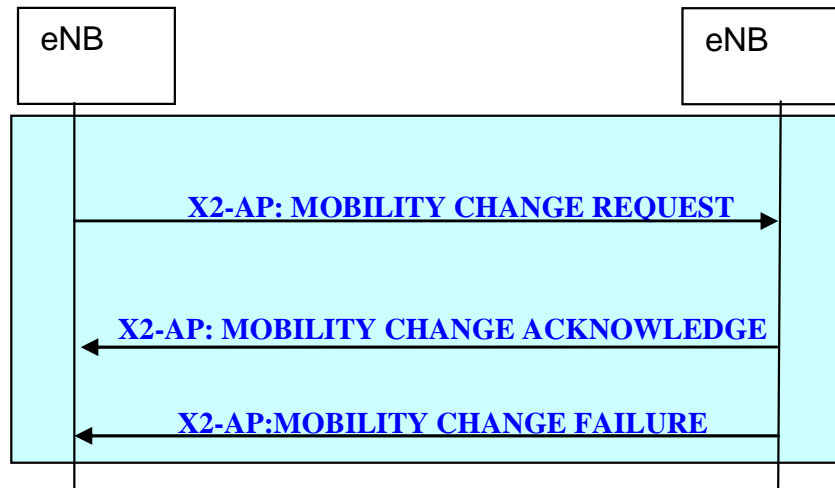 eNB
eNB
X2-AP: MOBILITY CHANGE REQUEST
X2-AP: MOBILITY CHANGE ACKNOWLEDGE
X2-AP:MOBILITY CHANGE FAILURE